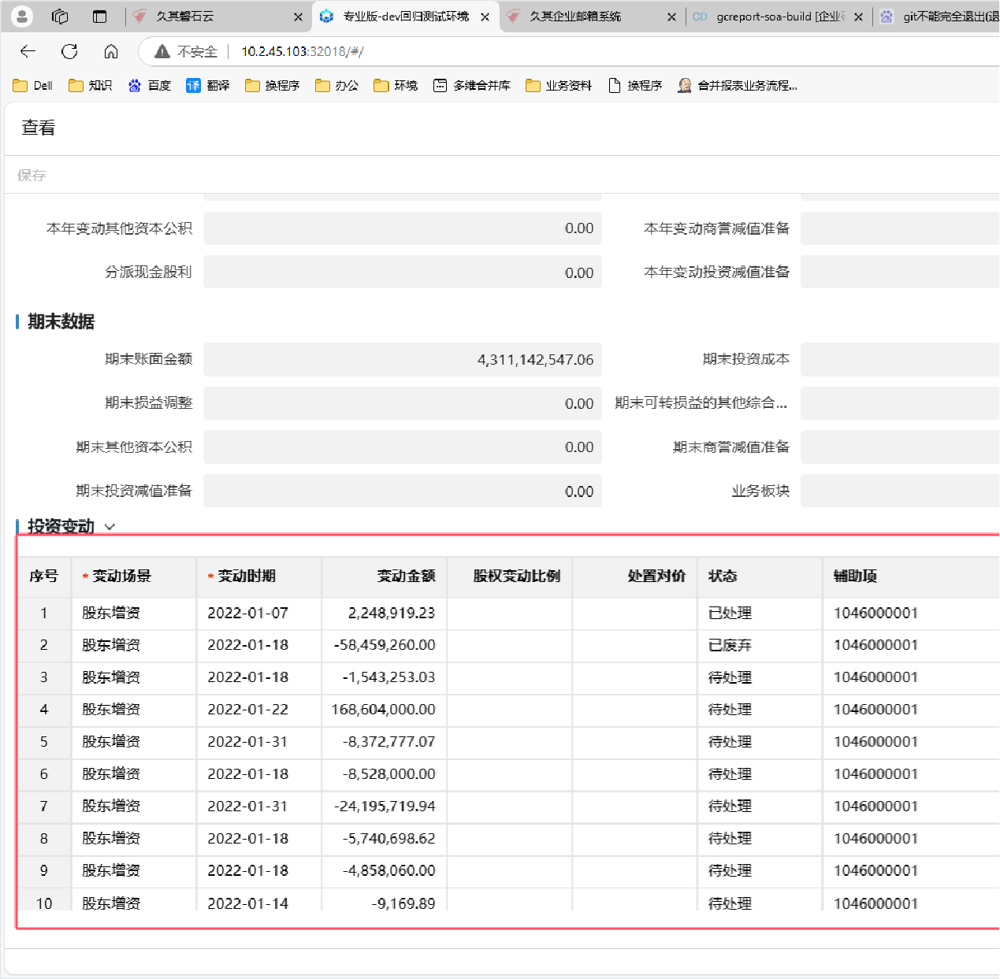 久其磐石云
专业版-dev回归测试环境
久其企业邮箱系统
CD gcreport-soa-build [企业
git不能完全退出(退
不安全
10.2.45.103:32018/#/
Dell
知识
百度
译 翻译
换程序
办公
环境
多维合并库
业务资料
换程序
合并报表业务流程...
查看
保存
本年变动其他资本公积 0.00 本年变动商誉减值准备
分派现金股利 0.00 本年变动投资减值准备
期末数据
期末账面金额 4,311,142,547.06 期末投资成本
期末损益调整 0.00 期末可转损益的其他综合...
期末其他资本公积 0.00 期末商誉减值准备
期末投资减值准备 0.00 业务板块
投资变动
序号 * 变动场景 * 变动时期 变动金额 股权变动比例 处置对价 状态 辅助项
1 股东增资 2022-01-07 2,248,919.23 已处理 1046000001
2 股东增资 2022-01-18 -58,459,260.00 已废弃 1046000001
3 股东增资 2022-01-18 -1,543,253.03 待处理 1046000001
4 股东增资 2022-01-22 168,604,000.00 待处理 1046000001
5 股东增资 2022-01-31 -8,372,777.07 待处理 1046000001
6 股东增资 2022-01-18 -8,528,000.00 待处理 1046000001
7 股东增资 2022-01-31 -24,195,719.94 待处理 1046000001
8 股东增资 2022-01-18 -5,740,698.62 待处理 1046000001
9 股东增资 2022-01-18 -4,858,060.00 待处理 1046000001
10 股东增资 2022-01-14 -9,169.89 待处理 1046000001